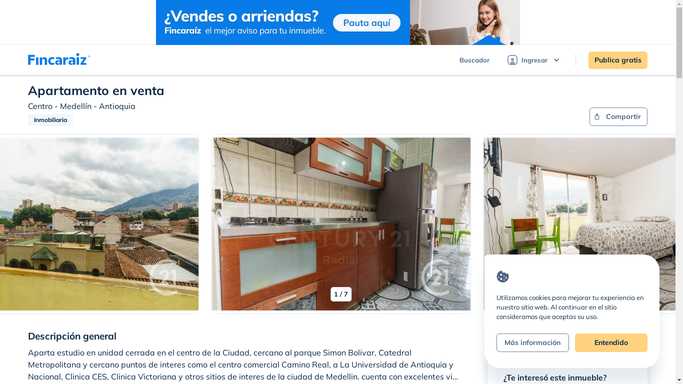 ¿Vendes o arriendas?
Fincaraíz el mejor aviso para tu inmueble.
Pauta aquí
Fincaraíz
Buscador
Ingresar
Publica gratis
Apartamento en venta
Centro - Medellín - Antioquia
Inmobiliaria
Compartir
CENTURY 21
Radial
C21
C21
1 / 7
Utilizamos cookies para mejorar tu experiencia en
nuestro sitio web. Al continuar en el sitio
consideramos que aceptas su uso.
Más información
Entendido
Descripción general
Aparta estudio en unidad cerrada en el centro de la Ciudad, cercano al parque Simon Bolivar, Catedral
Metropolitana y cercano puntos de interes como el centro comercial Camino Real, a La Universidad de Antioquia y
Nacional, Clinica CES, Clinica Victoriana y otros sitios de interes de la ciudad de Medellin. cuenta con excelentes vi...
¿Te interesó este inmueble?